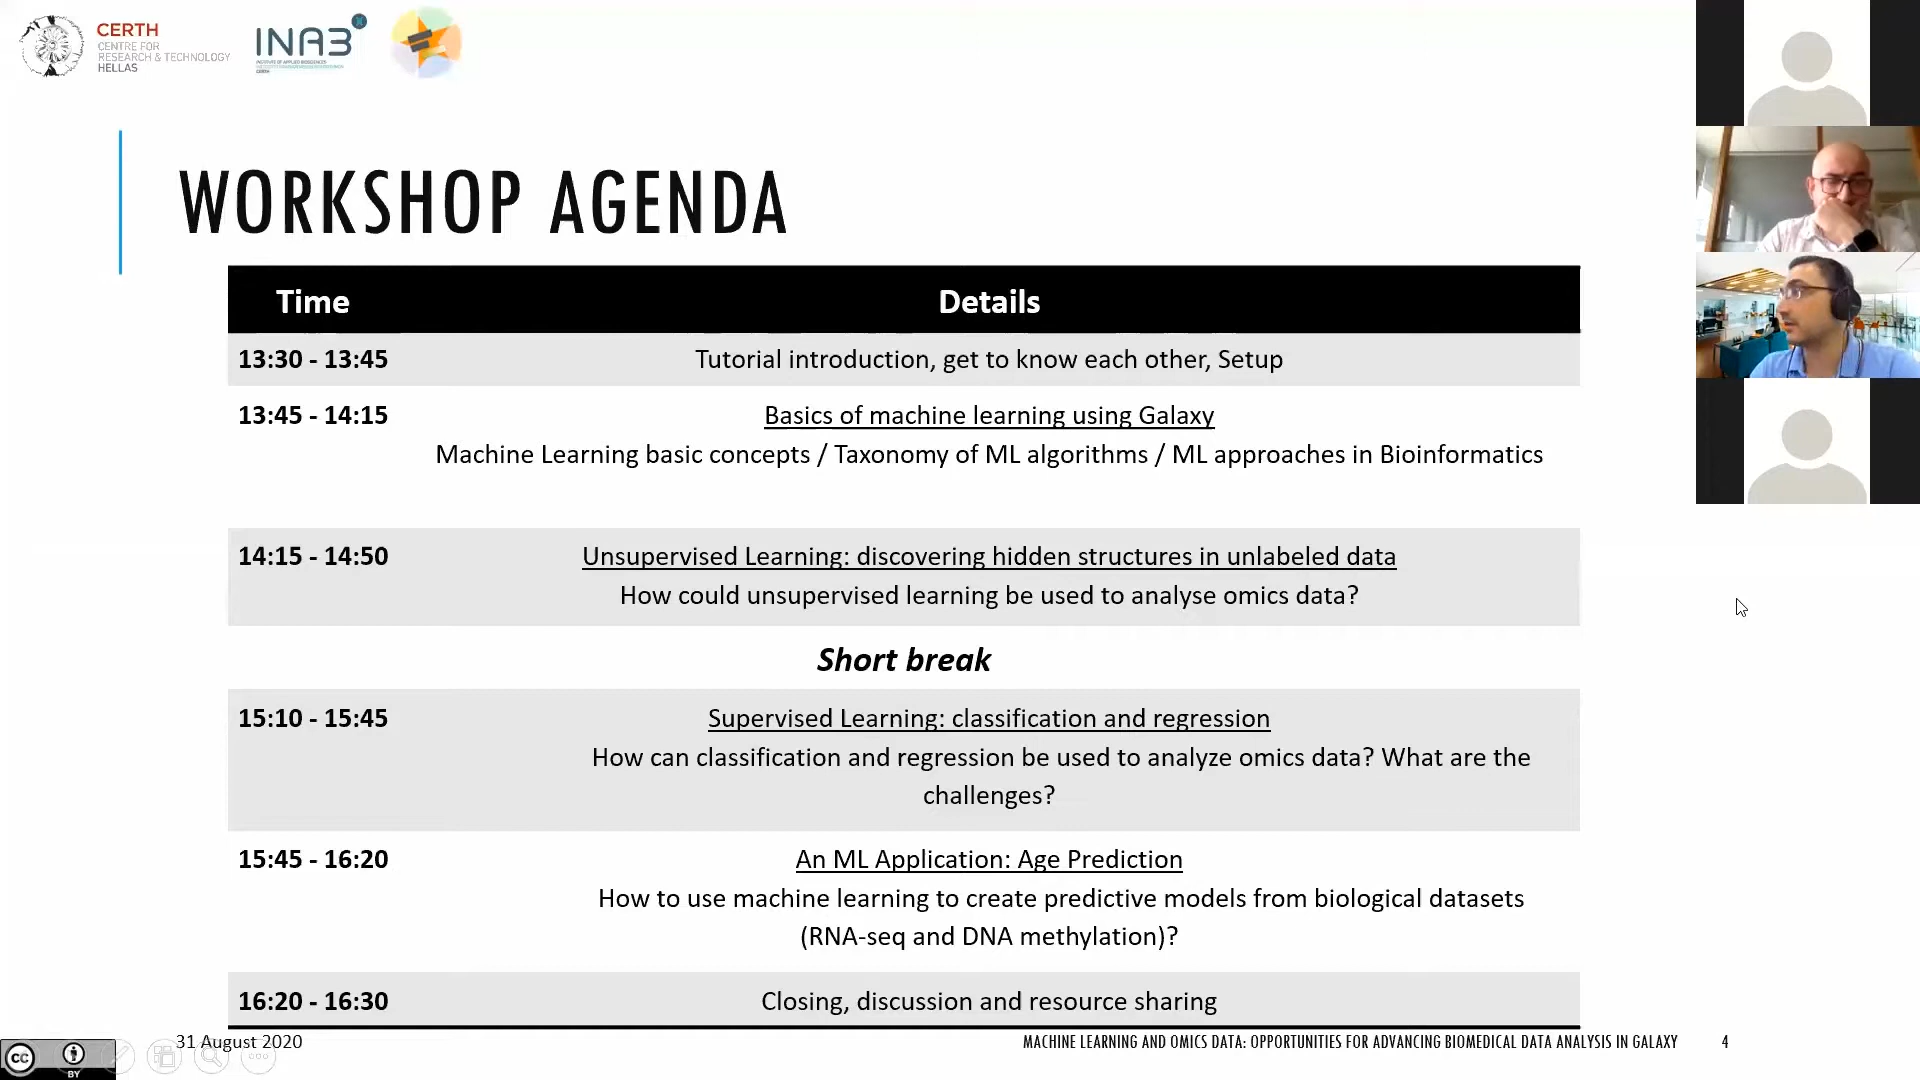 CERTH
CENTRE FOR
RESEARCH & TECHNOLOGY
HELLAS
INAB
INSTITUTE OF APPLIED BIOSCIENCES
CERTH
WORKSHOP AGENDA
Time Details
13:30 - 13:45 Tutorial introduction, get to know each other, Setup
13:45 - 14:15 Basics of machine learning using Galaxy
Machine Learning basic concepts / Taxonomy of ML algorithms / ML approaches in Bioinformatics
14:15 - 14:50 Unsupervised Learning: discovering hidden structures in unlabeled data
How could unsupervised learning be used to analyse omics data?
Short break
15:10 - 15:45 Supervised Learning: classification and regression
How can classification and regression be used to analyze omics data? What are the
challenges?
15:45 - 16:20 An ML Application: Age Prediction
How to use machine learning to create predictive models from biological datasets
(RNA-seq and DNA methylation)?
16:20 - 16:30 Closing, discussion and resource sharing
31 August 2020
MACHINE LEARNING AND OMICS DATA: OPPORTUNITIES FOR ADVANCING BIOMEDICAL DATA ANALYSIS IN GALAXY 4
cc
BY